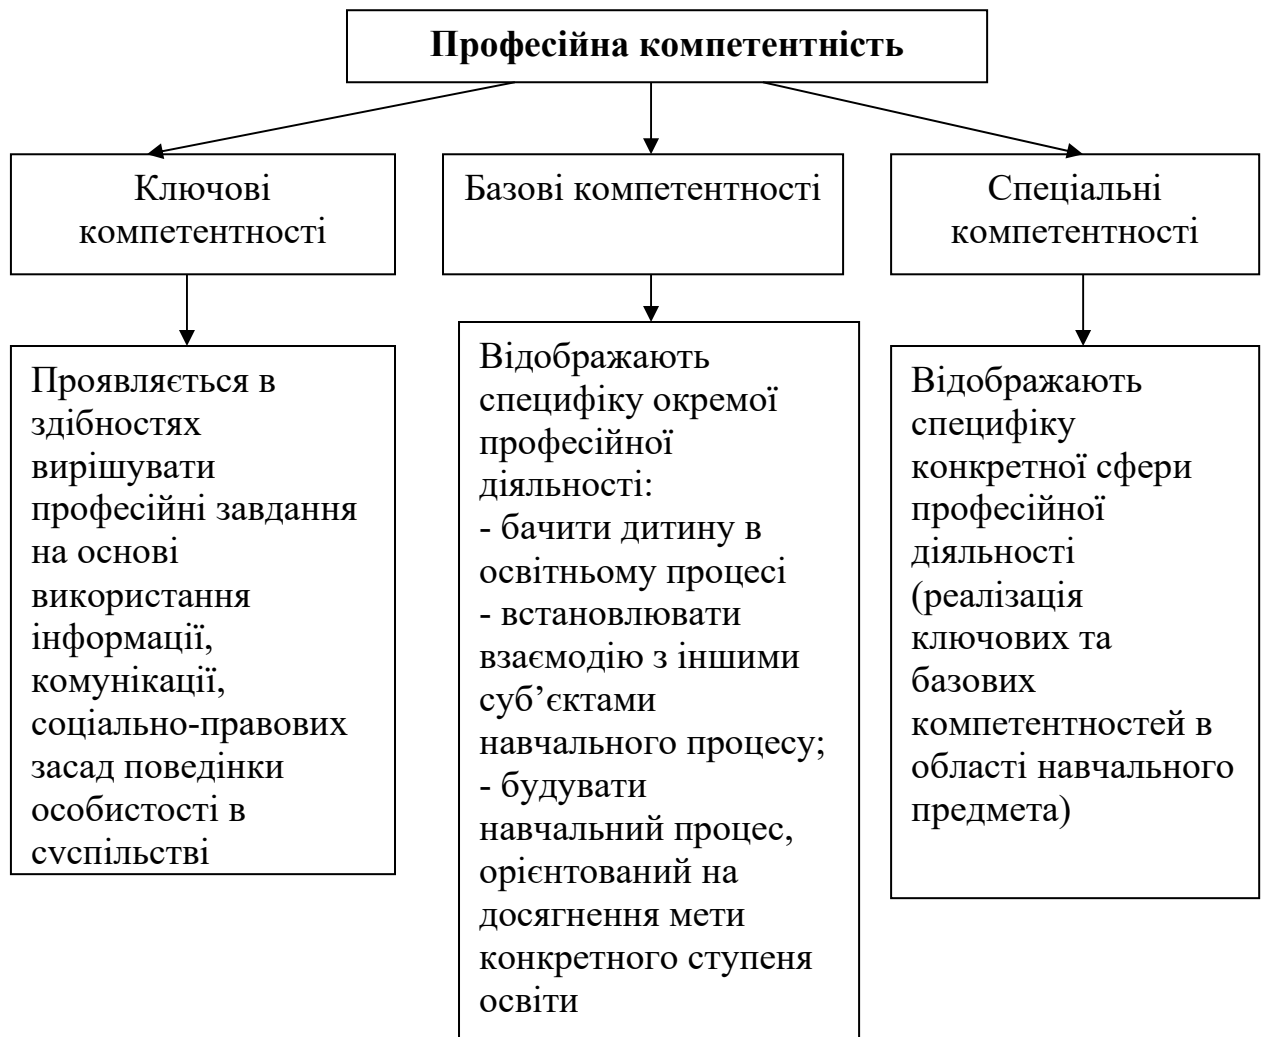 Професійна компетентність
Ключові
компетентності
Базові компетентності
Спеціальні
компетентності
Проявляється в
здібностях
вирішувати
професійні завдання
на основі
використання
інформації,
комунікації,
соціально-правових
засад поведінки
особистості в
суспільстві
Відображають
специфіку окремої
професійної
діяльності:
- бачити дитину в
освітньому процесі
- встановлювати
взаємодію з іншими
суб’єктами
навчального процесу;
- будувати
навчальний процес,
орієнтований на
досягнення мети
конкретного ступеня
освіти
Відображають
специфіку
конкретної сфери
професійної
діяльності
(реалізація
ключових та
базових
компетентностей в
області навчального
предмета)